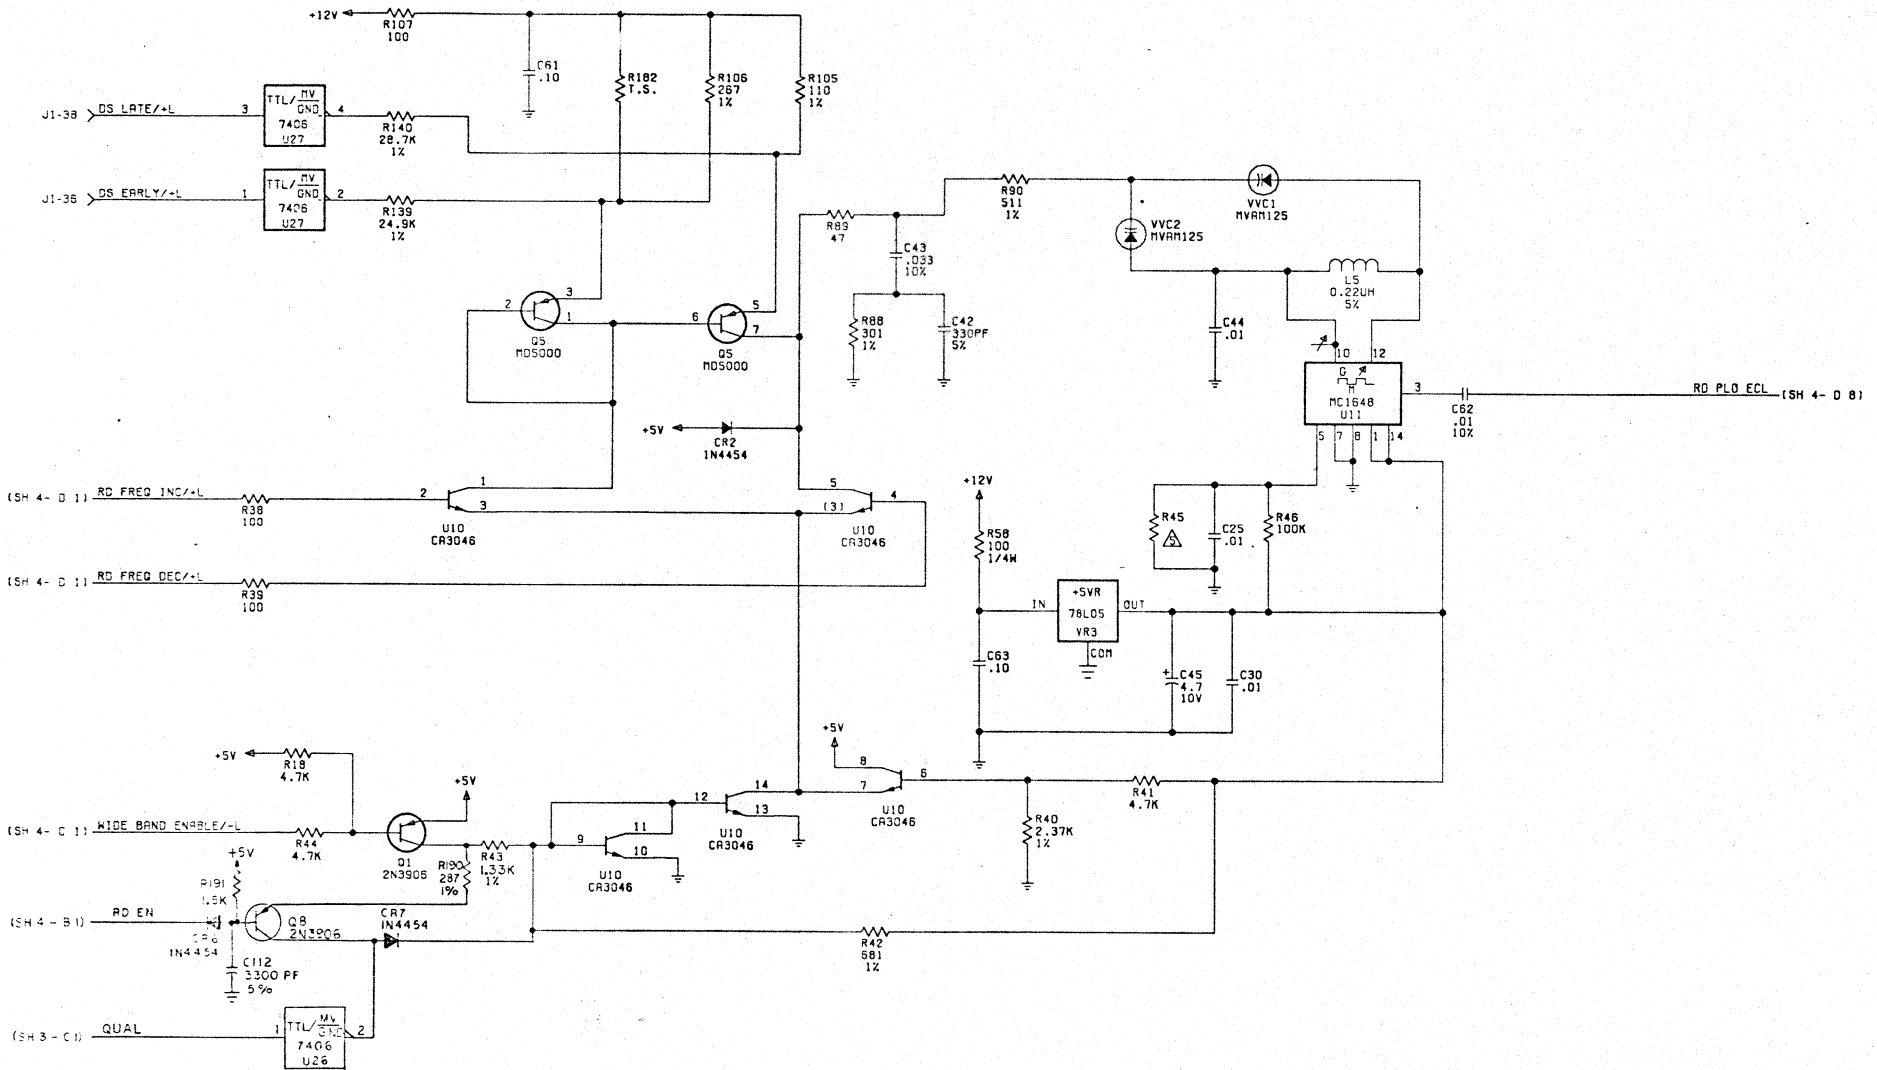 +12V
R107
100
C61
.10
R182
T.S.
R106
267
1%
R105
110
1%
J1-38
DS LATE/+L
3
TTL/MV
GND
4
7406
U27
R140
28.7K
1%
J1-36
DS EARLY/+L
1
TTL/MV
GND
2
7406
U27
R139
24.9K
1%
R89
47
C43
.033
10%
R90
511
1%
VVC1
MVAM125
VVC2
MVAM125
L5
0.22UH
5%
2
3
1
Q5
MD5000
6
5
7
Q5
MD5000
R88
301
1%
C42
330PF
5%
C44
.01
10
12
G
M
MC1648
U11
3
5
7
8
1
14
C62
.01
10%
RD PLO ECL
(SH 4- D 8)
+5V
CR2
1N4454
(SH 4- D 1)
RD FREQ INC/+L
R38
100
2
1
3
U10
CA3046
5
(3)
4
U10
CA3046
(SH 4- D 1)
RD FREQ DEC/+L
R39
100
+12V
R58
100
1/4W
R45
5
C25
.01
R46
100K
IN
+5VR
78L05
VR3
OUT
COM
C63
.10
C45
4.7
10V
+
C30
.01
+5V
R18
4.7K
+5V
+5V
8
7
6
U10
CA3046
R41
4.7K
R40
2.37K
1%
(SH 4- C 1)
WIDE BAND ENABLE/-L
R44
4.7K
Q1
2N3906
R190
287
1%
R43
1.33K
1%
9
11
10
U10
CA3046
12
14
13
U10
CA3046
+5V
R191
1.5K
(SH 4 - B 1)
RD EN
1N4454
Q8
2N3906
CR7
1N4454
C112
3300 PF
5%
R42
681
1%
(SH 3 - C1)
QUAL
1
TTL/MV
GND
2
7406
U26